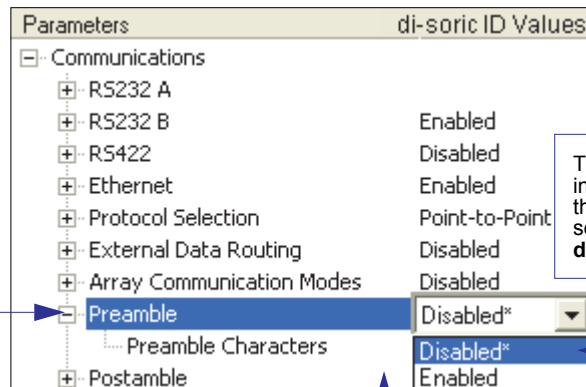 Parameters di-soric ID Values
Communications
RS232 A
RS232 B Enabled
RS422 Disabled
Ethernet Enabled
Protocol Selection Point-to-Point
External Data Routing Disabled
Array Communication Modes Disabled
Preamble Disabled*
Preamble Characters Disabled*
Postamble Enabled